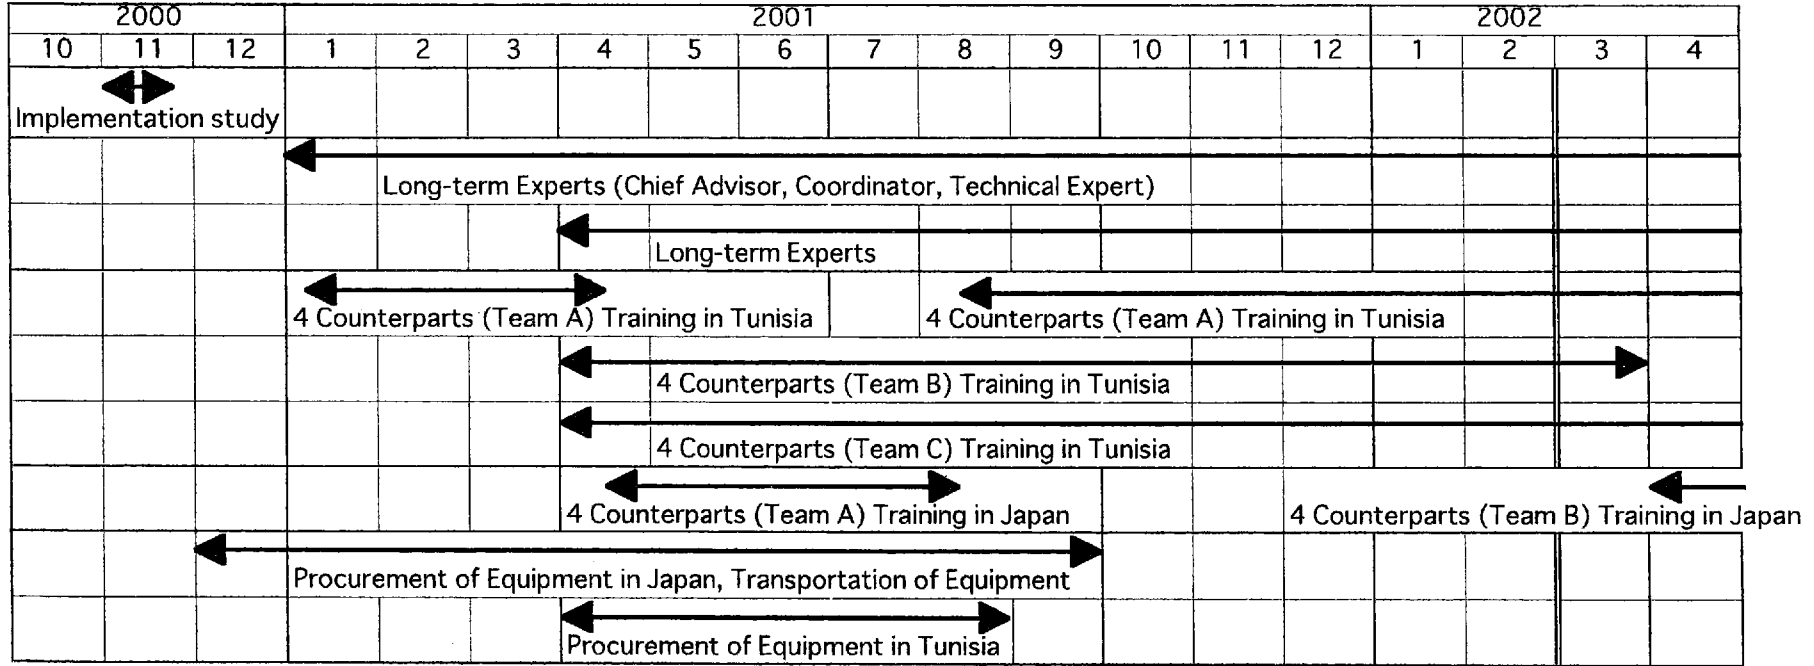 2000 2001 2002
10 11 12 1 2 3 4 5 6 7 8 9 10 11 12 1 2 3 4
Implementation study
Long-term Experts (Chief Advisor, Coordinator, Technical Expert)
Long-term Experts
4 Counterparts (Team A) Training in Tunisia 4 Counterparts (Team A) Training in Tunisia
4 Counterparts (Team B) Training in Tunisia
4 Counterparts (Team C) Training in Tunisia
4 Counterparts (Team A) Training in Japan 4 Counterparts (Team B) Training in Japan
Procurement of Equipment in Japan, Transportation of Equipment
Procurement of Equipment in Tunisia